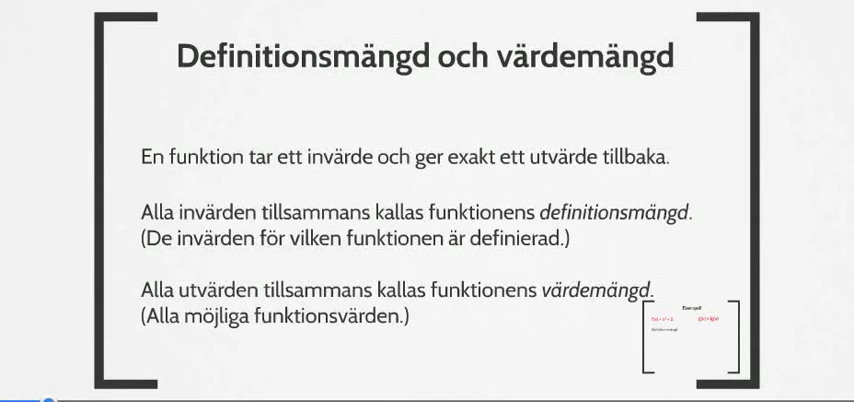 Definitionsmängd och värdemängd
En funktion tar ett invärde och ger exakt ett utvärde tillbaka.
Alla invärden tillsammans kallas funktionens definitionsmängd.
(De invärden för vilken funktionen är definierad.)
Alla utvärden tillsammans kallas funktionens värdemängd.
(Alla möjliga funktionsvärden.)
Exempel!